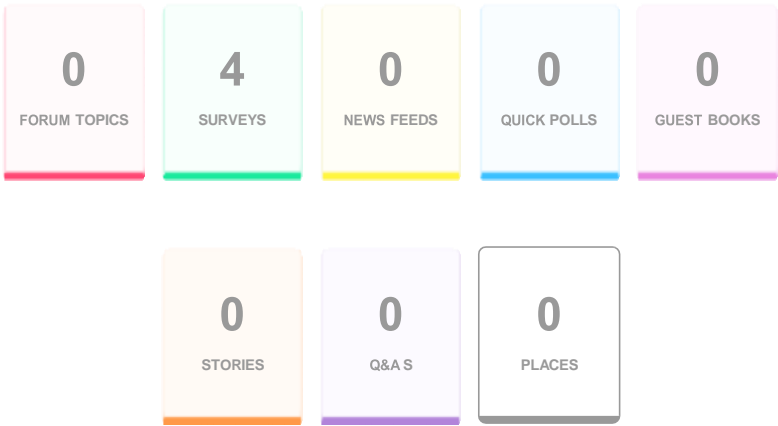 0 4 0 0 0
FORUM TOPICS SURVEYS NEWS FEEDS QUICK POLLS GUEST BOOKS
0 0 0
STORIES Q&A S PLACES